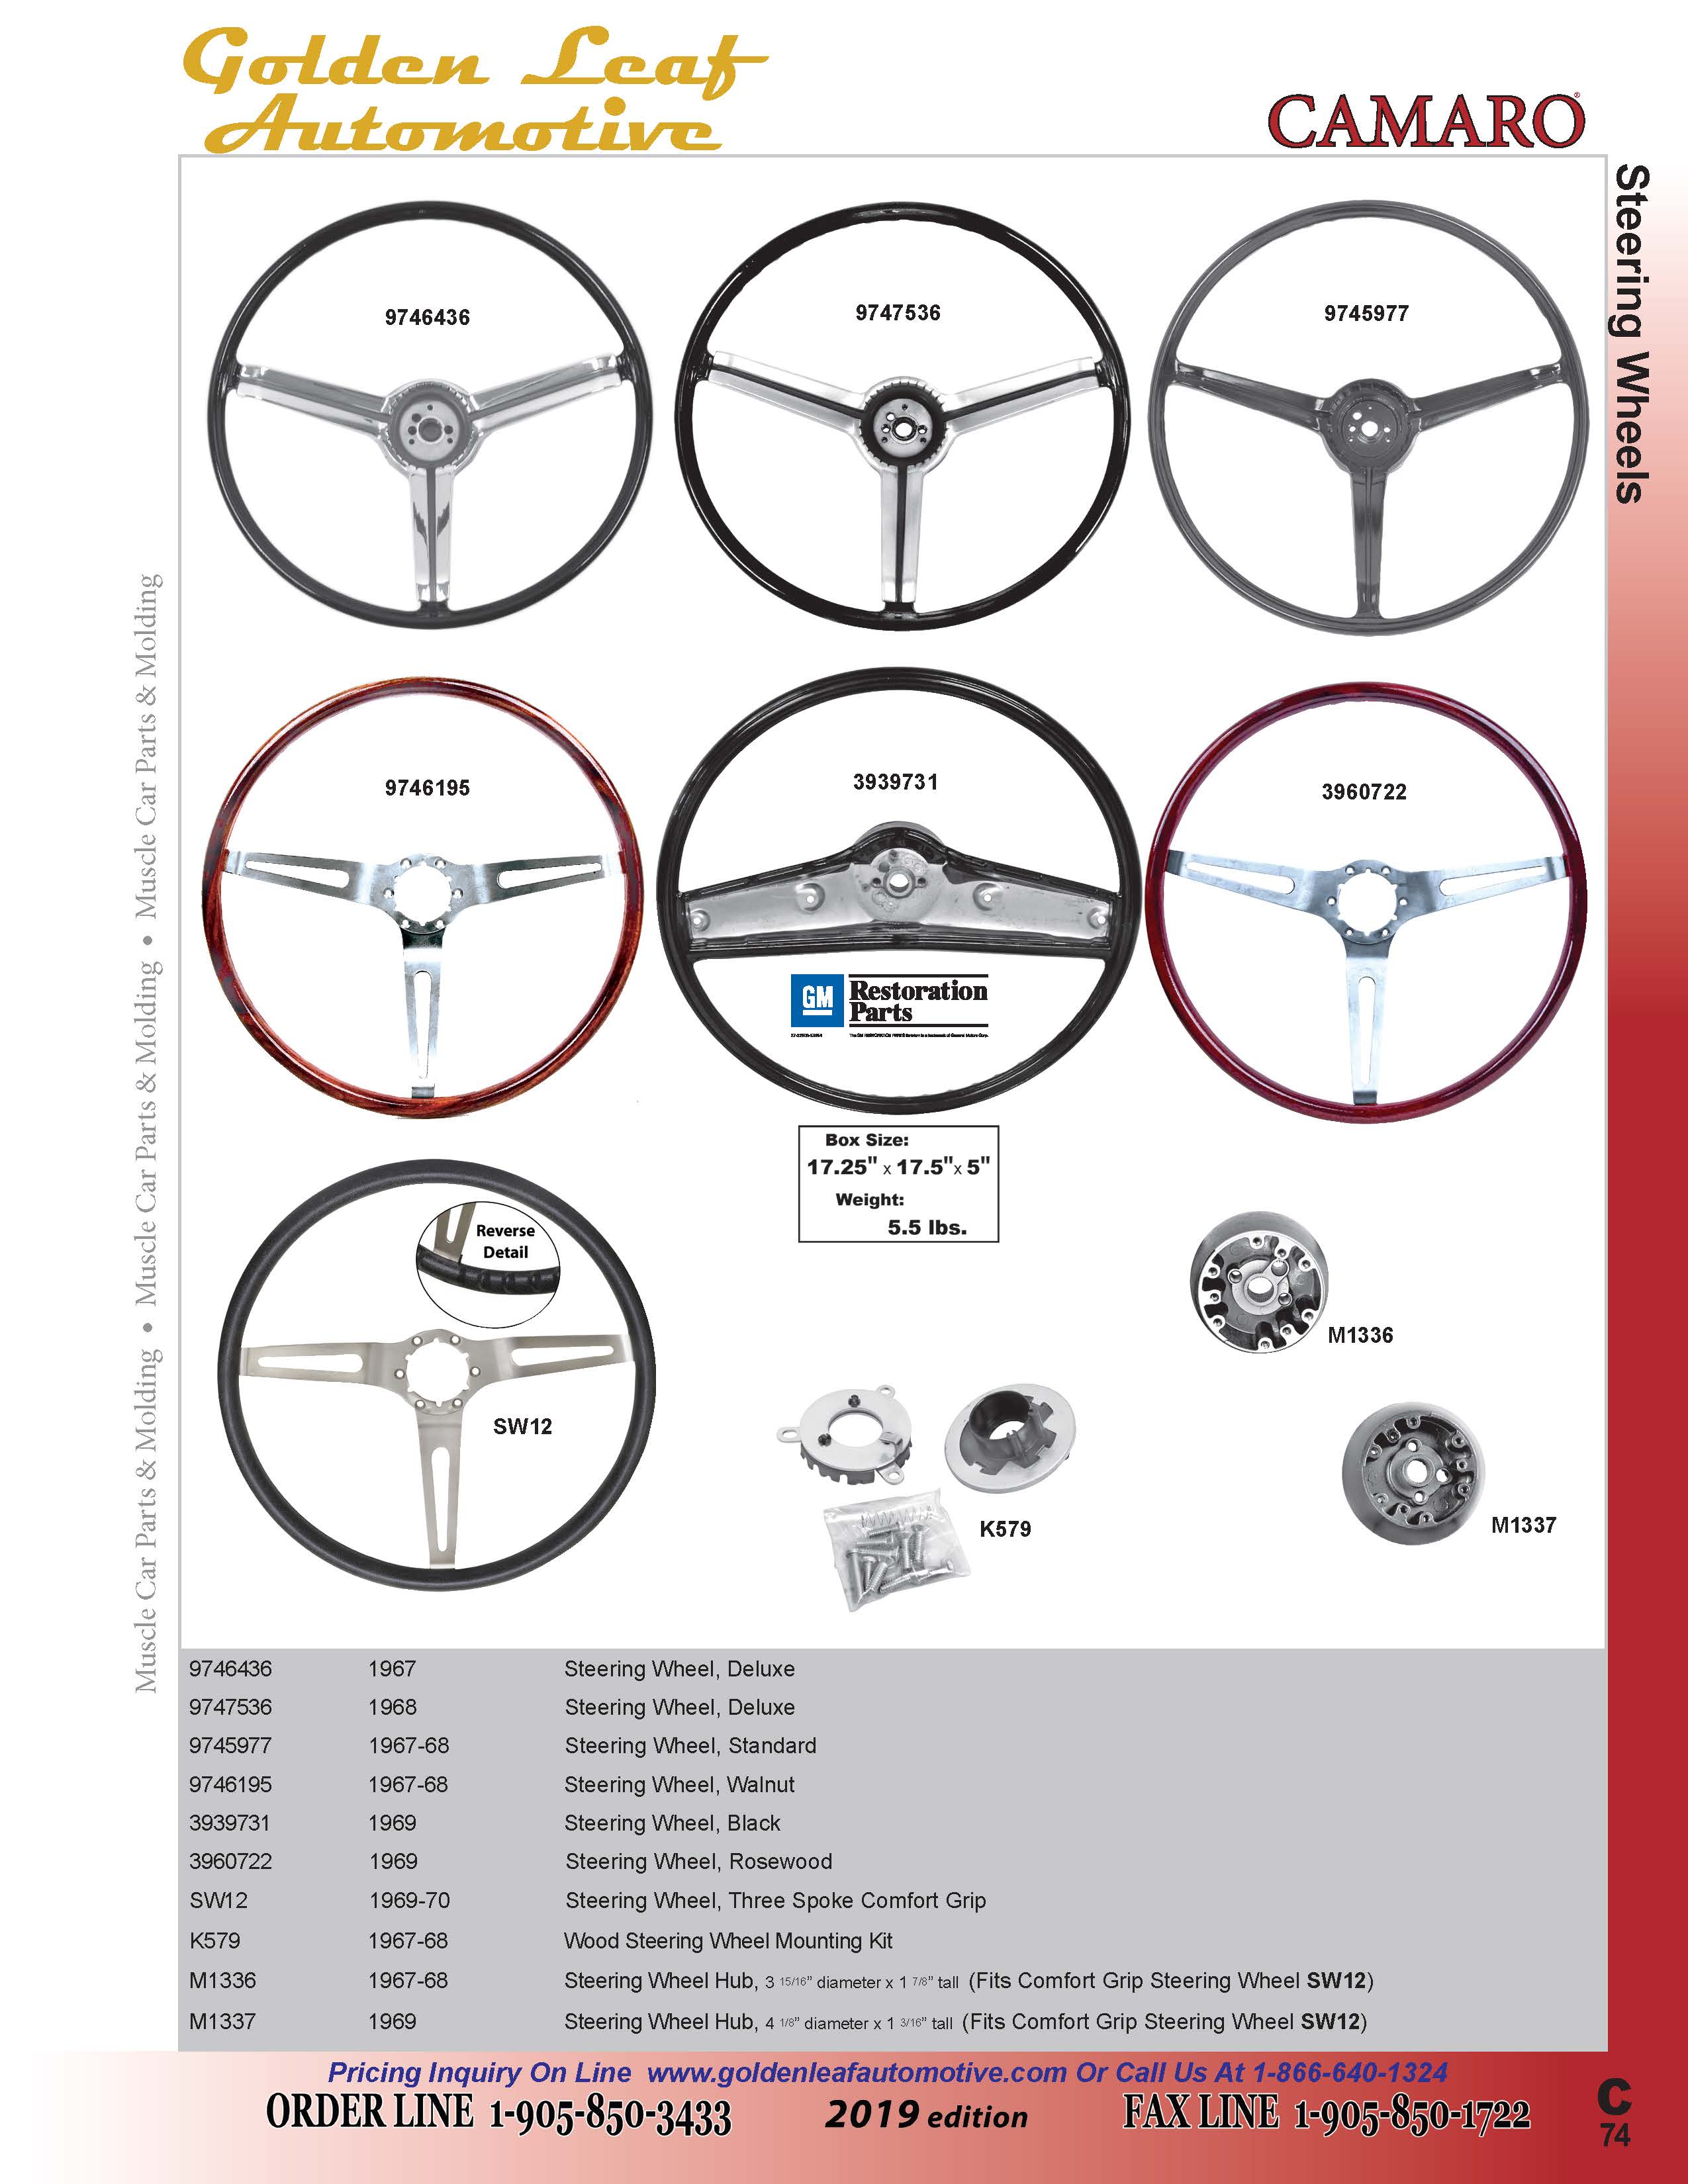 Golden Leaf
Automotive
CAMARO®
Steering Wheels
Muscle Car Parts & Molding • Muscle Car Parts & Molding • Muscle Car Parts & Molding
9746436
9747536
9745977
9746195
3939731
3960722
GM Restoration
Parts
Box Size:
17.25" x 17.5"x 5"
Weight:
5.5 lbs.
Reverse
Detail
SW12
M1336
K579
M1337
9746436 1967 Steering Wheel, Deluxe
9747536 1968 Steering Wheel, Deluxe
9745977 1967-68 Steering Wheel, Standard
9746195 1967-68 Steering Wheel, Walnut
3939731 1969 Steering Wheel, Black
3960722 1969 Steering Wheel, Rosewood
SW12 1969-70 Steering Wheel, Three Spoke Comfort Grip
K579 1967-68 Wood Steering Wheel Mounting Kit
M1336 1967-68 Steering Wheel Hub, 3 15/16” diameter x 1 7/8” tall (Fits Comfort Grip Steering Wheel SW12)
M1337 1969 Steering Wheel Hub, 4 1/8” diameter x 1 3/16” tall (Fits Comfort Grip Steering Wheel SW12)
Pricing Inquiry On Line www.goldenleafautomotive.com Or Call Us At 1-866-640-1324
ORDER LINE 1-905-850-3433 2019 edition FAX LINE 1-905-850-1722
C
74